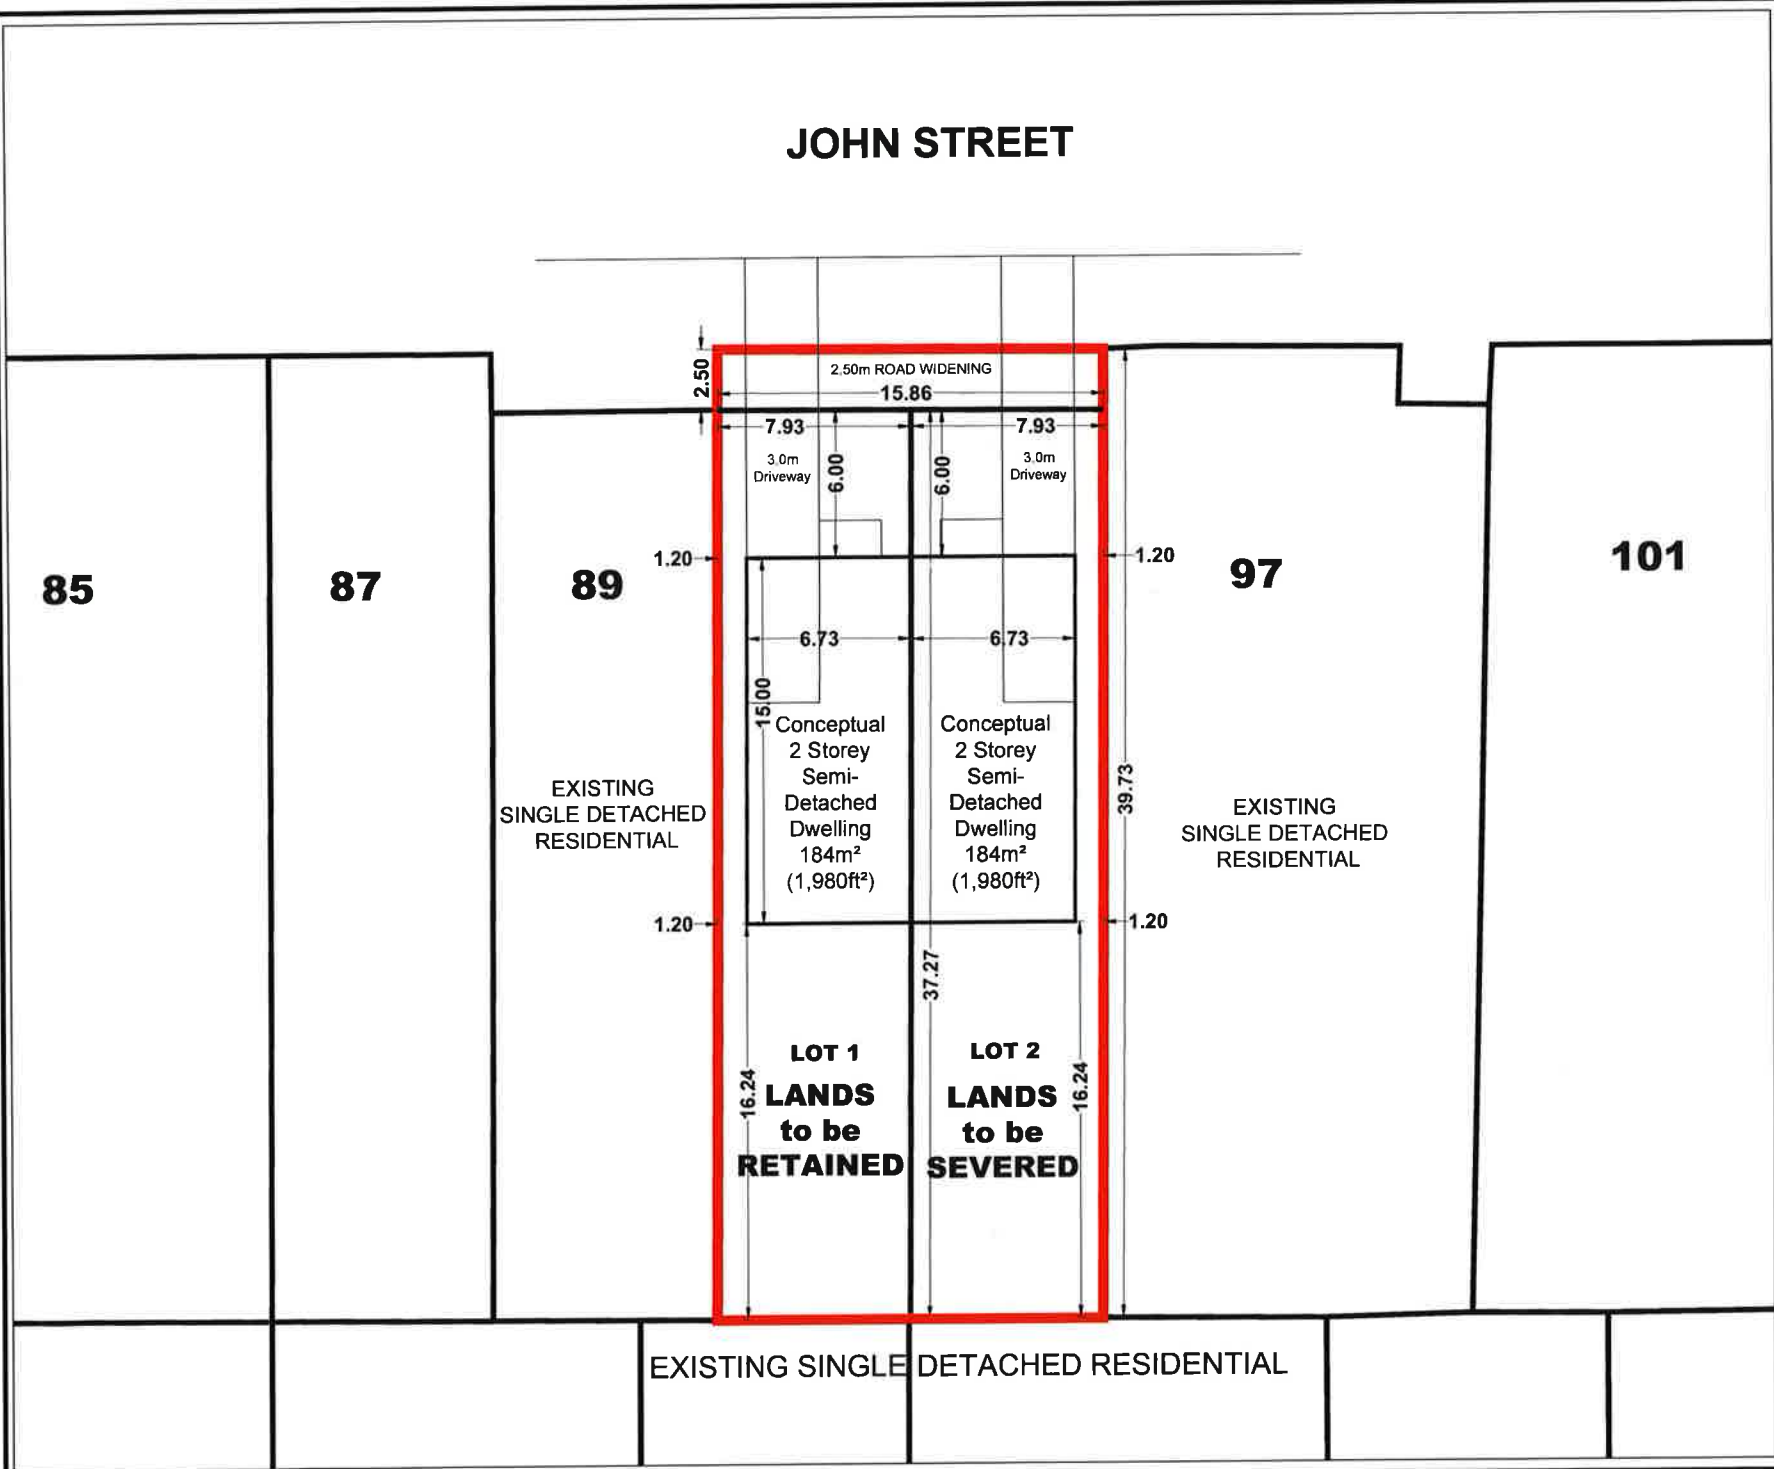 JOHN STREET
2.50
2.50m ROAD WIDENING
15.86
7.93
7.93
3.0m
Driveway
6.00
6.00
3.0m
Driveway
1.20
1.20
85
87
89
97
101
6.73
6.73
15.00
Conceptual
2 Storey
Semi-
Detached
Dwelling
184m²
(1,980ft²)
Conceptual
2 Storey
Semi-
Detached
Dwelling
184m²
(1,980ft²)
EXISTING
SINGLE DETACHED
RESIDENTIAL
39.73
EXISTING
SINGLE DETACHED
RESIDENTIAL
1.20
1.20
37.27
16.24
LOT 1
LANDS
to be
RETAINED
LOT 2
LANDS
to be
SEVERED
16.24
EXISTING SINGLE DETACHED RESIDENTIAL